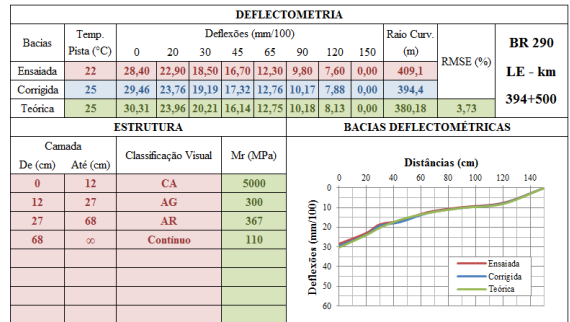 DEFLECTOMETRIA
Bacias Temp. Pista (°C) Deflexões (mm/100) Raio Curv. (m) RMSE (%) BR 290 LE - km 394+500
0 20 30 45 65 90 120 150
Ensaiada 22 28,40 22,90 18,50 16,70 12,30 9,80 7,60 0,00 409,1
Corrigida 25 29,46 23,76 19,19 17,32 12,76 10,17 7,88 0,00 394,4
Teórica 25 30,31 23,96 20,21 16,14 12,75 10,18 8,13 0,00 380,18 3,73
ESTRUTURA
Camada Classificação Visual Mr (MPa)
De (cm) Até (cm)
0 12 CA 5000
12 27 AG 300
27 68 AR 367
68 ∞ Contínuo 110
BACIAS DEFLECTOMÉTRICAS
Distâncias (cm)
0 20 40 60 80 100 120 140
Deflexões (mm/100)
0
10
20
30
40
50
60
Ensaiada
Corrigida
Teórica